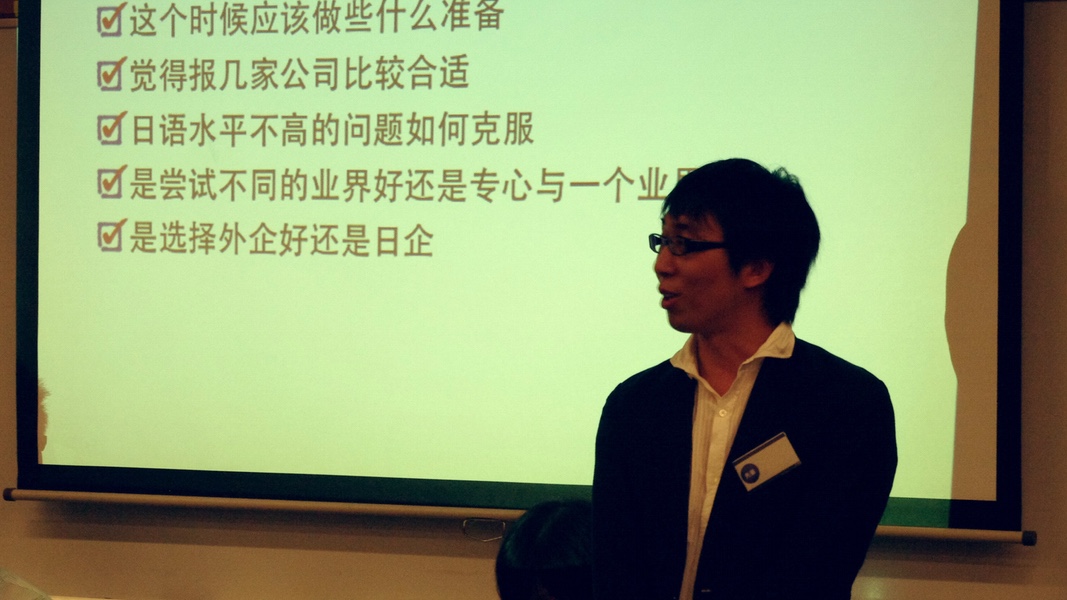 这个时候应该做些什么准备
觉得报几家公司比较合适
日语水平不高的问题如何克服
是尝试不同的业界好还是专心与一个业
是选择外企好还是日企